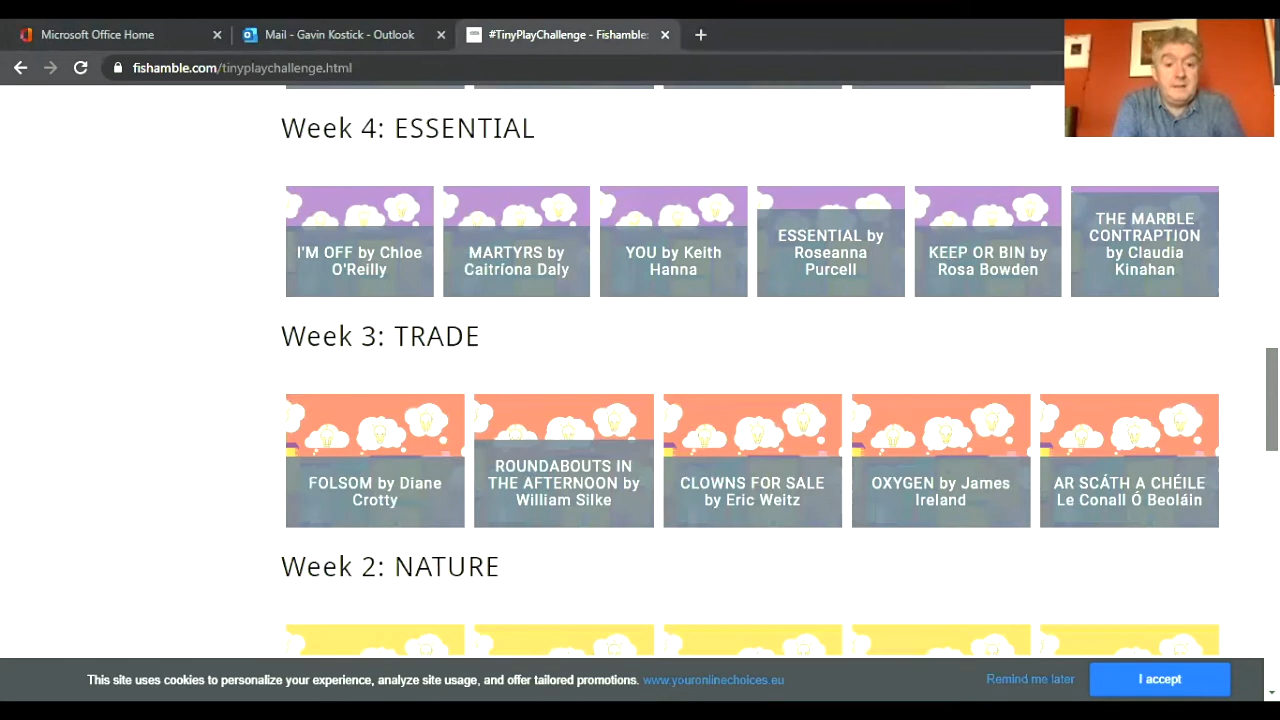 Microsoft Office Home
Mail - Gavin Kostick - Outlook
#TinyPlayChallenge - Fishamble:
fishamble.com/tinyplaychallenge.html
Week 4: ESSENTIAL
I'M OFF by Chloe
O'Reilly
MARTYRS by
Caitríona Daly
YOU by Keith
Hanna
ESSENTIAL by
Roseanna
Purcell
KEEP OR BIN by
Rosa Bowden
THE MARBLE
CONTRAPTION
by Claudia
Kinahan
Week 3: TRADE
FOLSOM by Diane
Crotty
ROUNDABOUTS IN
THE AFTERNOON by
William Silke
CLOWNS FOR SALE
by Eric Weitz
OXYGEN by James
Ireland
AR SCÁTH A CHÉILE
Le Conall Ó Beoláin
Week 2: NATURE
This site uses cookies to personalize your experience, analyze site usage, and offer tailored promotions. www.youronlinechoices.eu
Remind me later
I accept